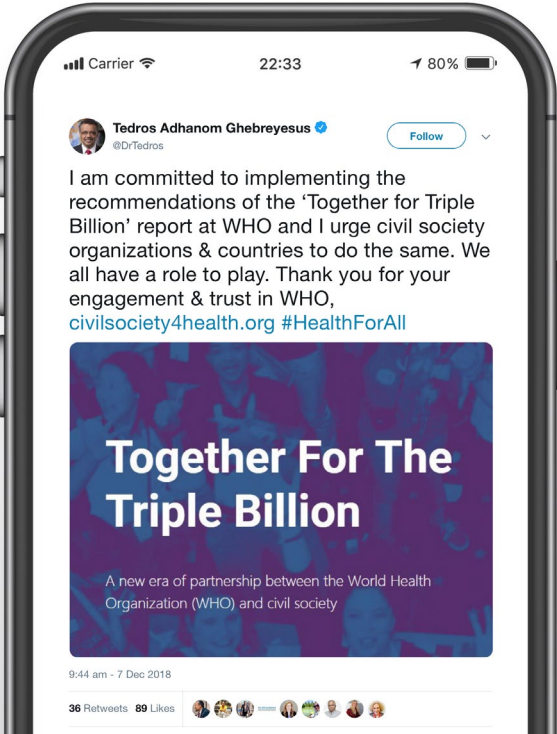 Carrier 22:33 80%
Tedros Adhanom Ghebreyesus
@DrTedros
Follow
I am committed to implementing the
recommendations of the ‘Together for Triple
Billion’ report at WHO and I urge civil society
organizations & countries to do the same. We
all have a role to play. Thank you for your
engagement & trust in WHO,
civilsociety4health.org #HealthForAll
Together For The
Triple Billion
A new era of partnership between the World Health
Organization (WHO) and civil society
9:44 am - 7 Dec 2018
36 Retweets 89 Likes